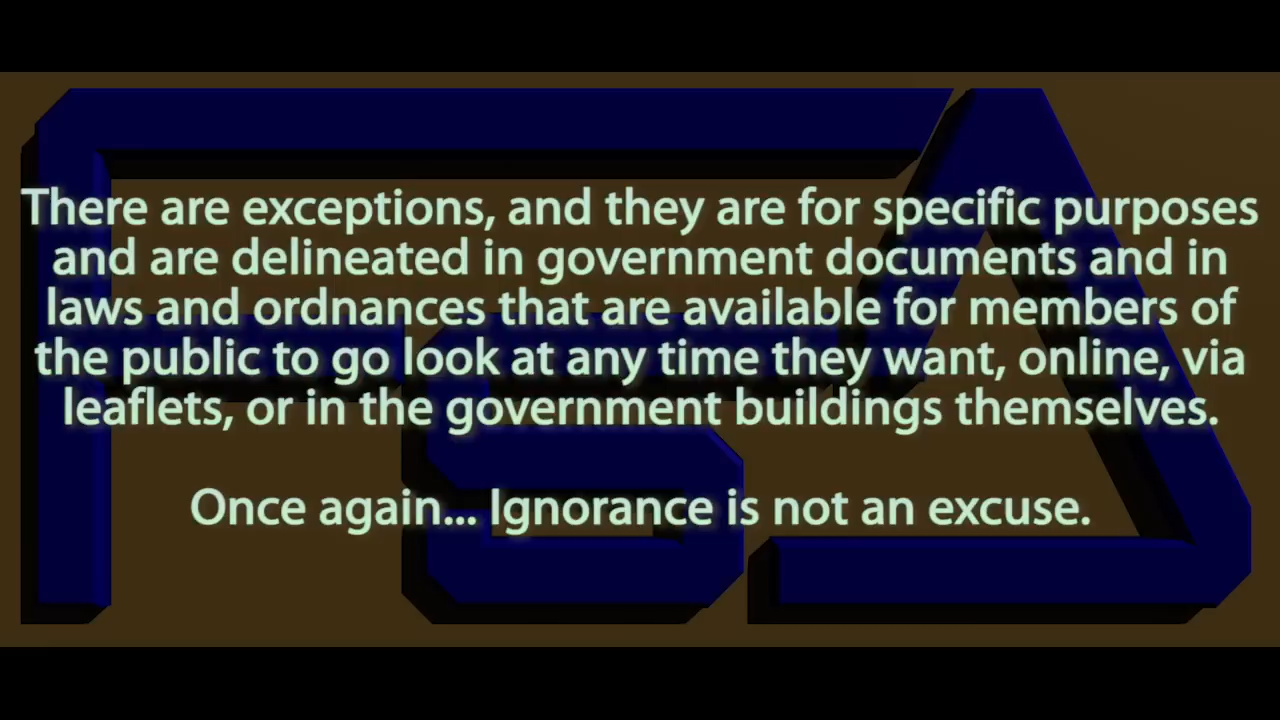 There are exceptions, and they are for specific purposes
and are delineated in government documents and in
laws and ordnances that are available for members of
the public to go look at any time they want, online, via
leaflets, or in the government buildings themselves.
Once again... Ignorance is not an excuse.